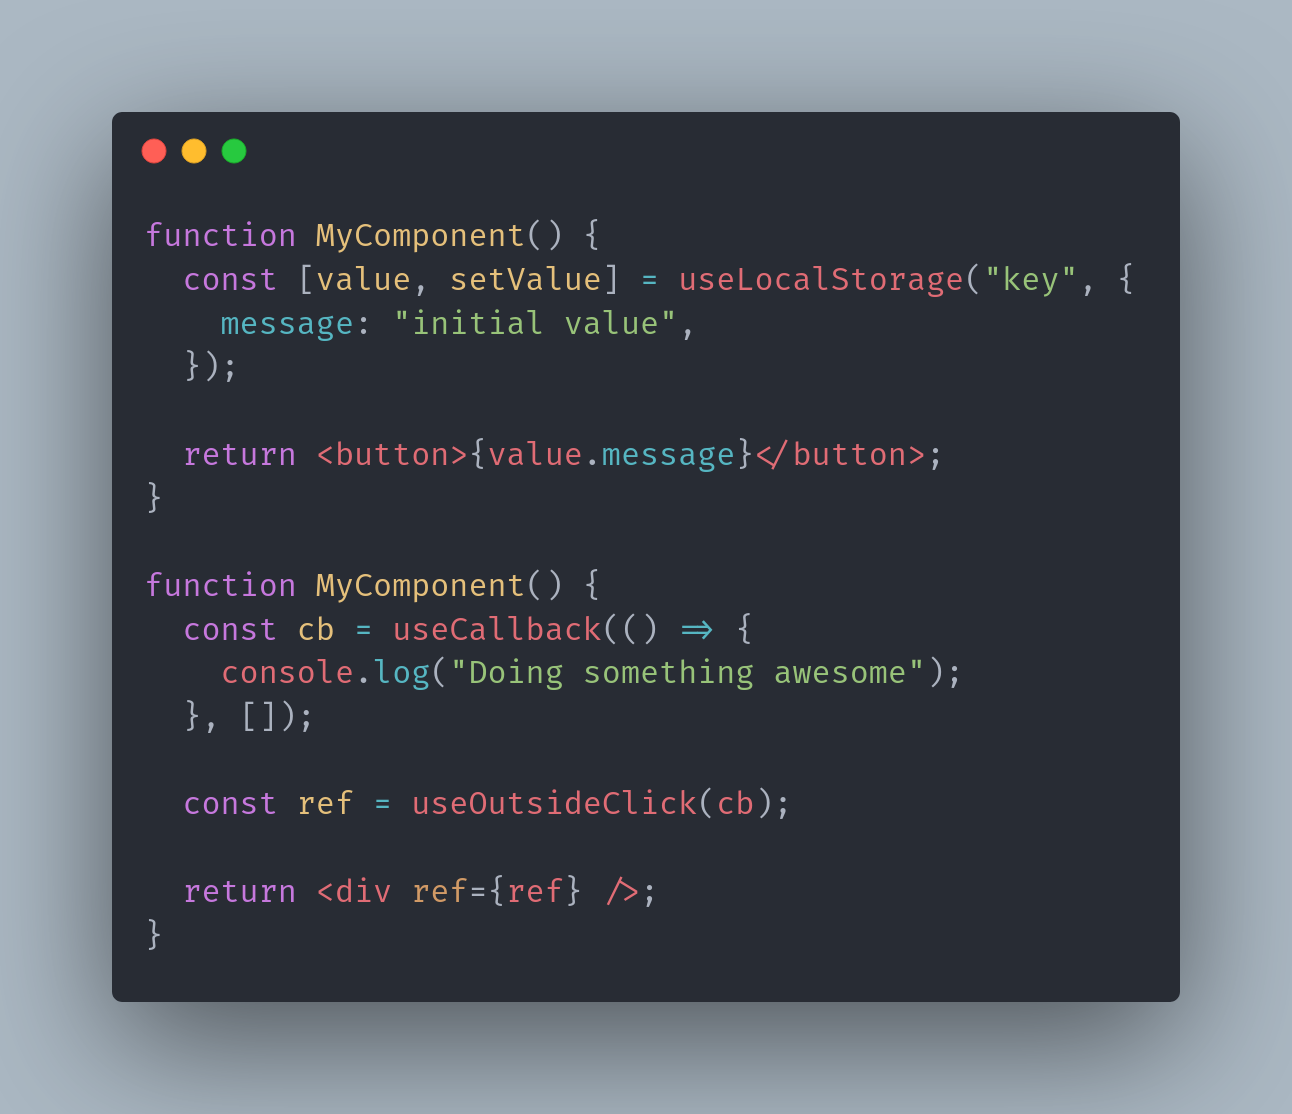 function MyComponent() {
  const [value, setValue] = useLocalStorage("key", {
    message: "initial value",
  });

  return <button>{value.message}</button>;
}

function MyComponent() {
  const cb = useCallback(() => {
    console.log("Doing something awesome");
  }, []);

  const ref = useOutsideClick(cb);

  return <div ref={ref} />;
}